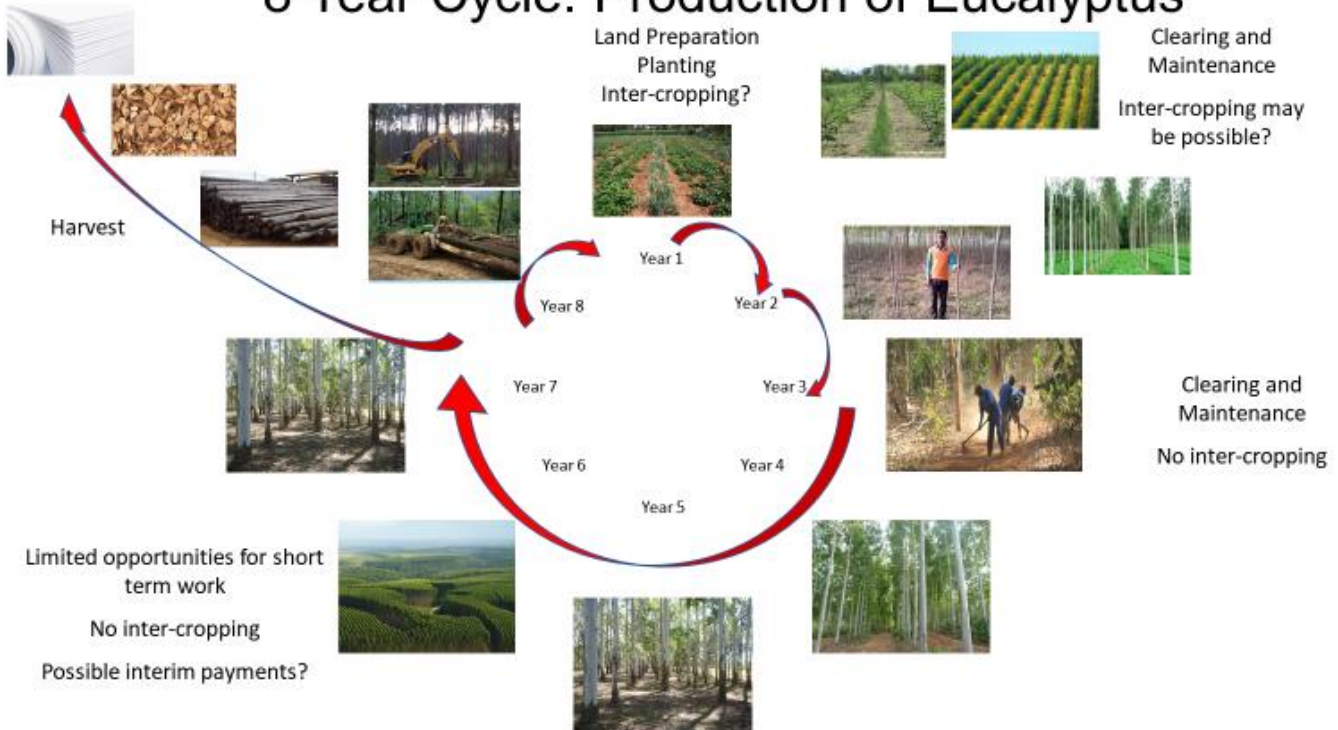 8 Year Cycle: Production of Eucalyptus
Land Preparation
Planting
Inter-cropping?
Clearing and
Maintenance
Inter-cropping may
be possible?
Harvest
Year 1
Year 2
Year 8
Year 7
Year 3
Clearing and
Maintenance
No inter-cropping
Year 6
Year 4
Year 5
Limited opportunities for short
term work
No inter-cropping
Possible interim payments?